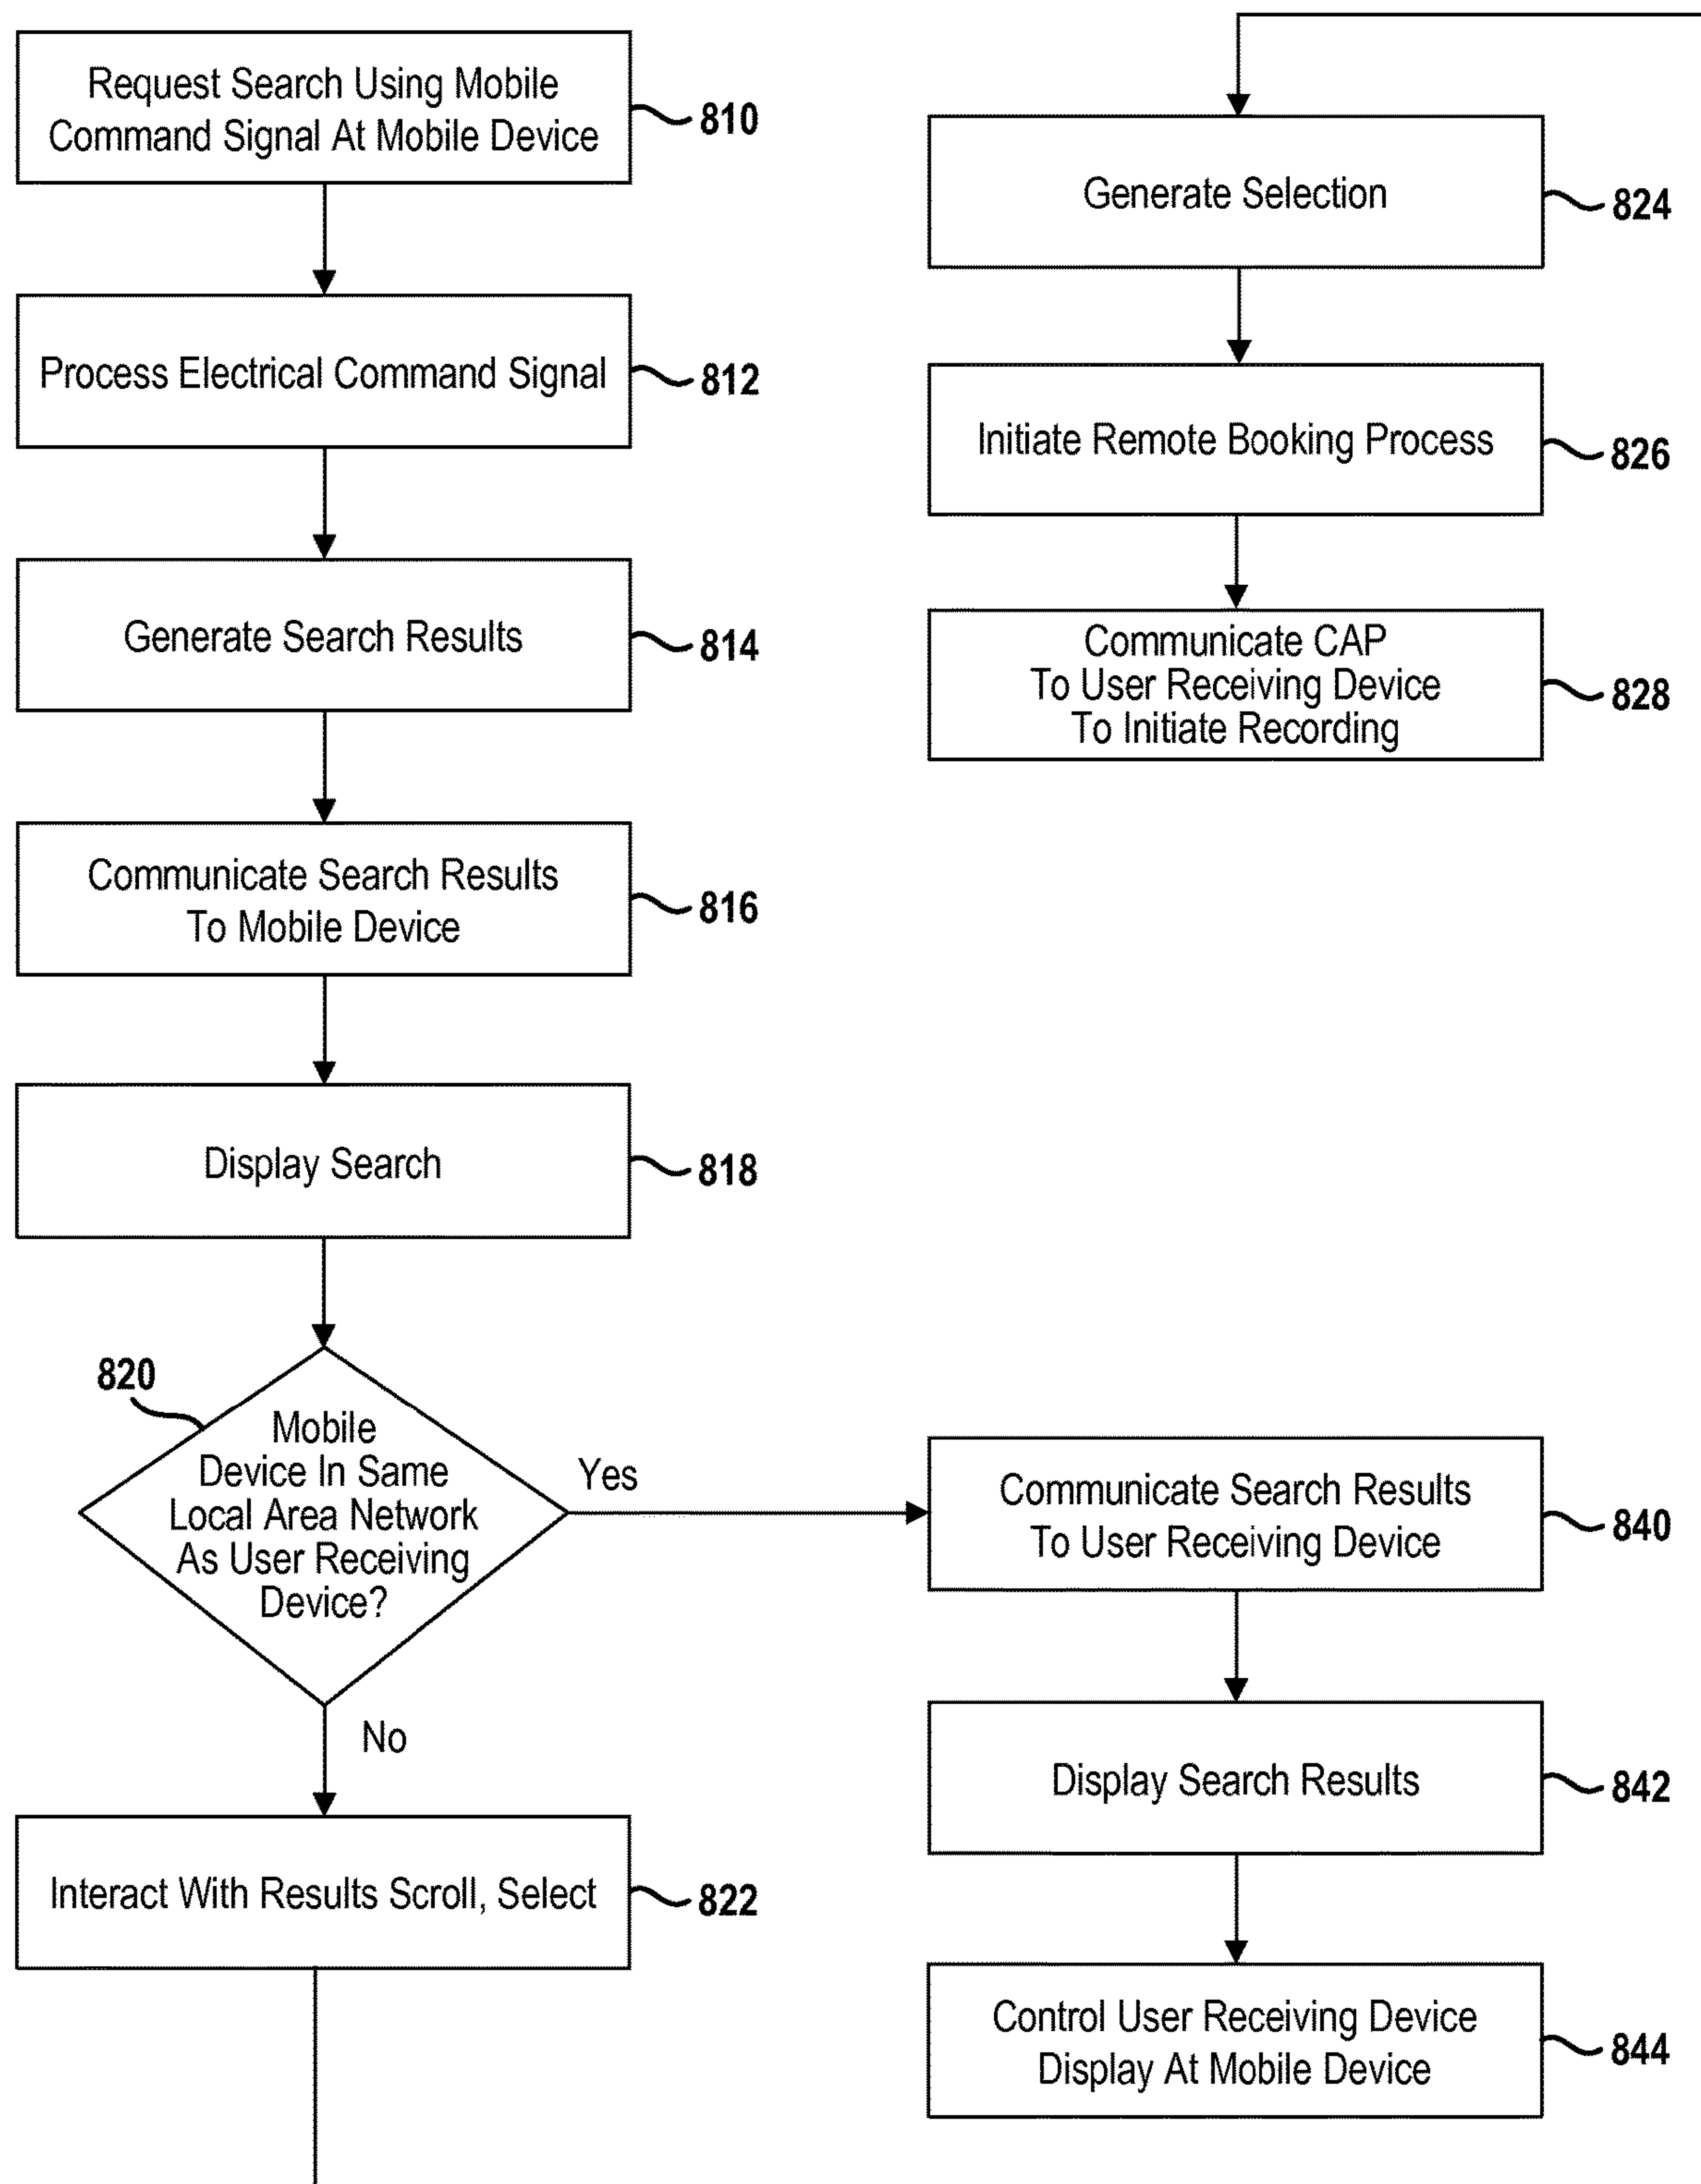 Request Search Using Mobile
Command Signal At Mobile Device
810
Process Electrical Command Signal
812
Generate Search Results
814
Communicate Search Results
To Mobile Device
816
Display Search
818
820
Mobile
Device In Same
Local Area Network
As User Receiving
Device?
Yes
No
Interact With Results Scroll, Select
822
Generate Selection
824
Initiate Remote Booking Process
826
Communicate CAP
To User Receiving Device
To Initiate Recording
828
Communicate Search Results
To User Receiving Device
840
Display Search Results
842
Control User Receiving Device
Display At Mobile Device
844